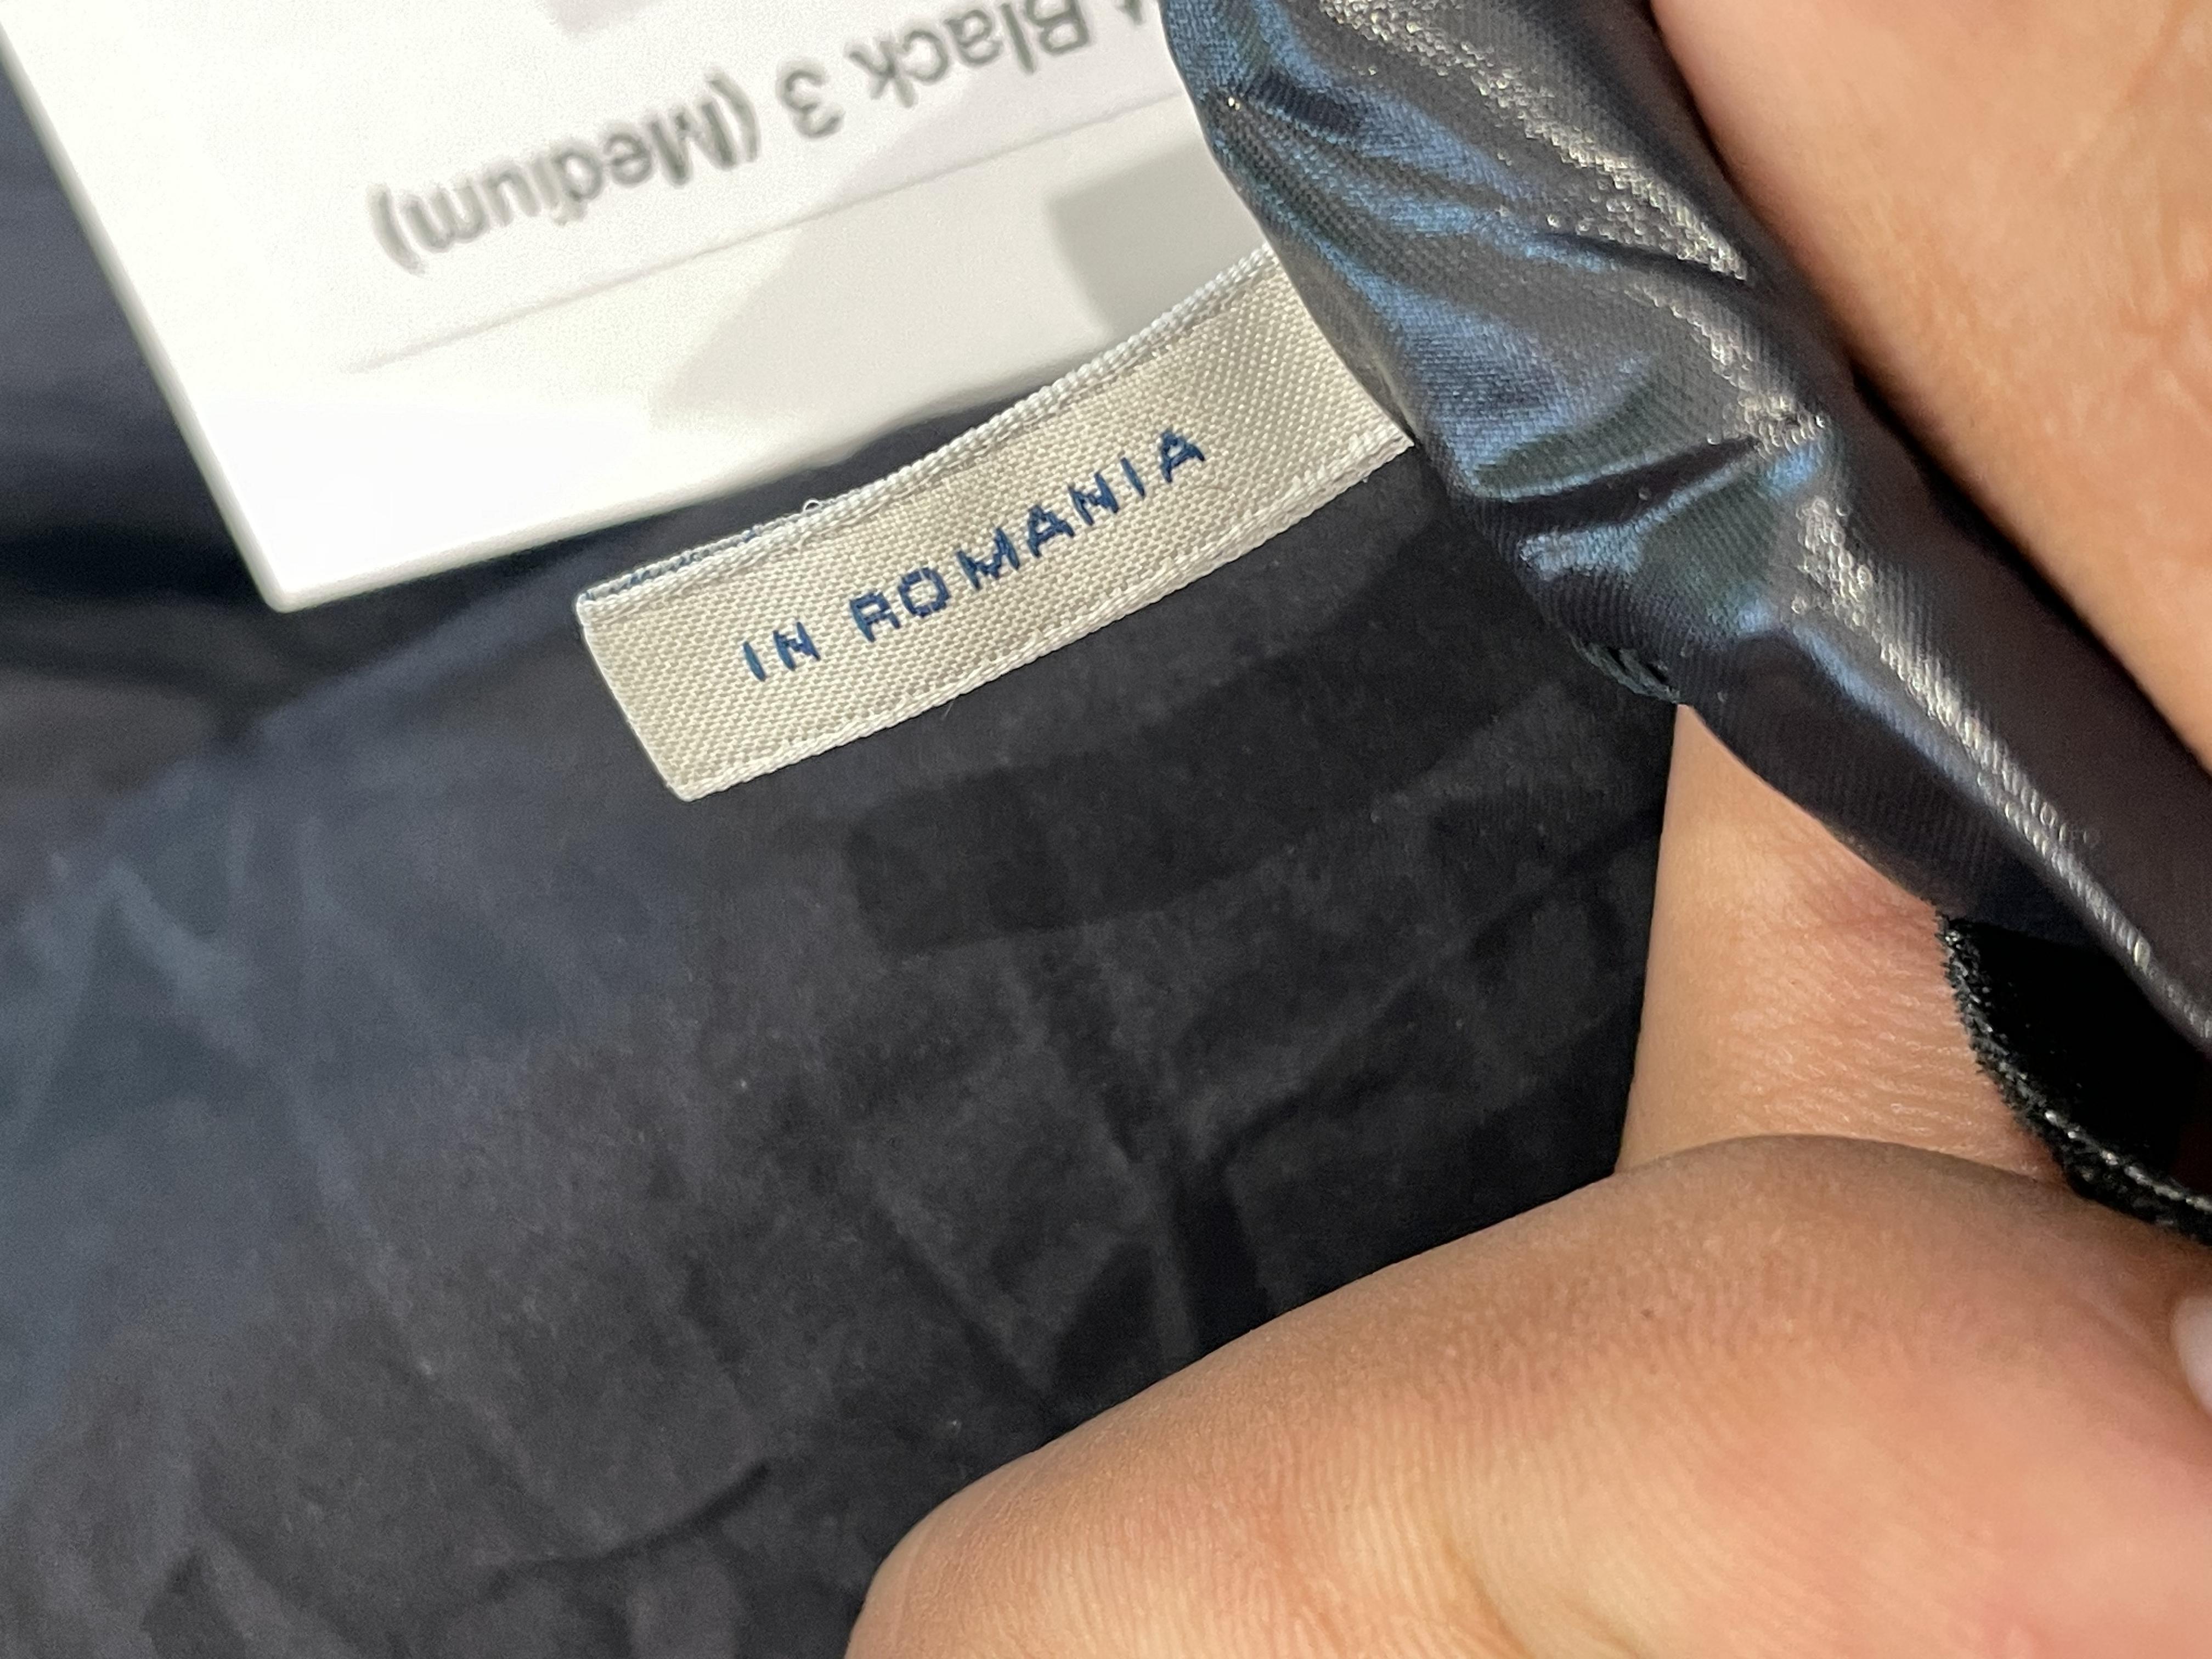 Black 3 (Medium)
IN ROMANIA